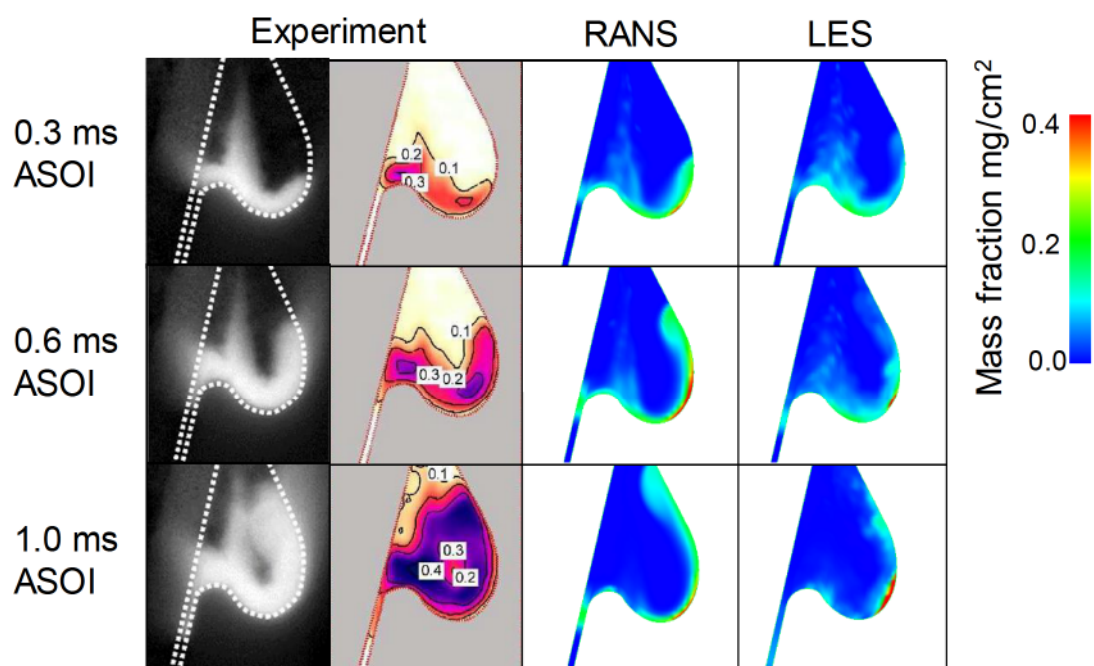 Experiment RANS LES
0.3 ms
ASOI
0.2
0.1
0.3
0.6 ms
ASOI
0.1
0.3 0.2
1.0 ms
ASOI
0.1
0.3
0.4
0.2
Mass fraction mg/cm²
0.4
0.2
0.0